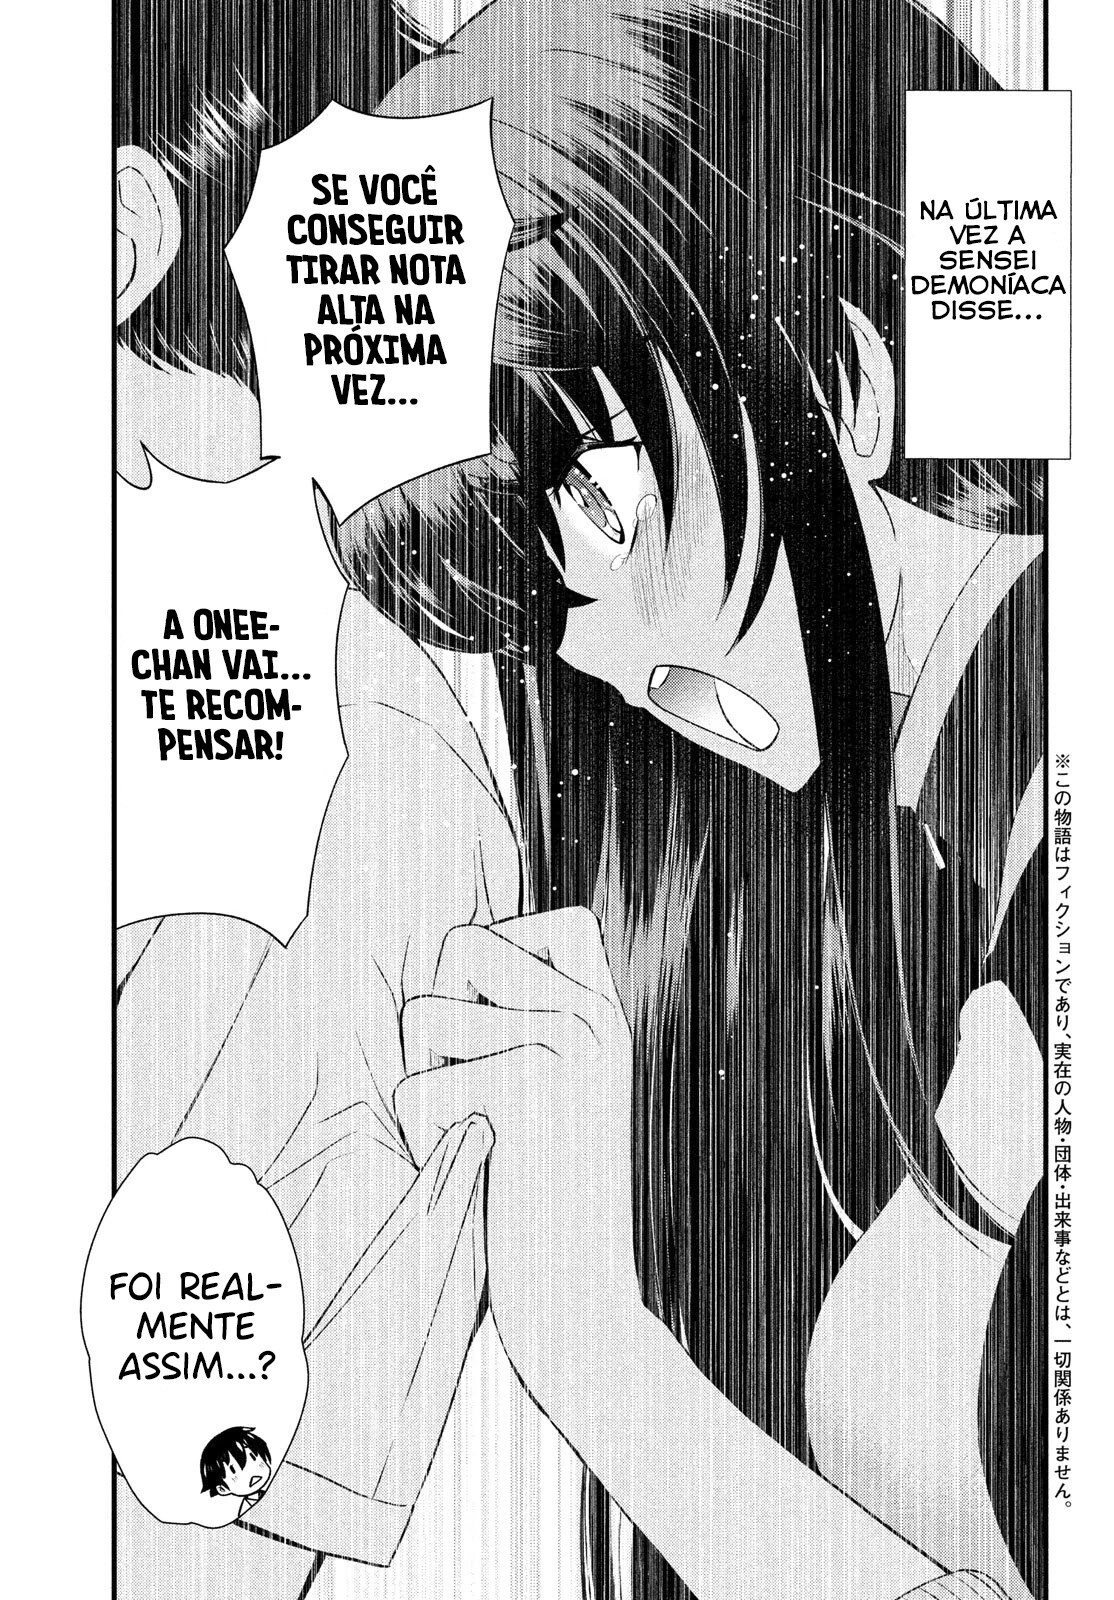 NA ÚLTIMA
VEZ A
SENSEI
DEMONÍACA
DISSE...
SE VOCÊ
CONSEGUIR
TIRAR NOTA
ALTA NA
PRÓXIMA
VEZ...
A ONEE-
CHAN VAI...
TE RECOM-
PENSAR!
FOI REAL-
MENTE
ASSIM...?
※この物語はフィクションであり、実在の人物・団体・出来事などとは、一切関係ありません。